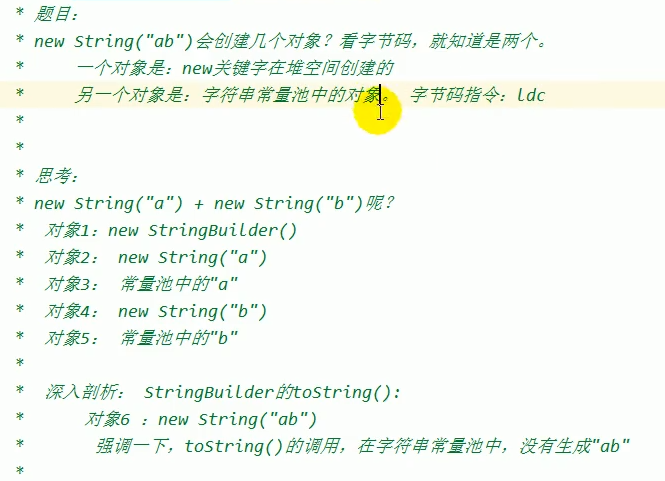 * 题目：
* new String("ab")会创建几个对象？看字节码，就知道是两个。
* 一个对象是：new关键字在堆空间创建的
* 另一个对象是：字符串常量池中的对象。 字节码指令：ldc
*
*
* 思考：
* new String("a") + new String("b")呢？
* 对象1：new StringBuilder()
* 对象2： new String("a")
* 对象3： 常量池中的"a"
* 对象4： new String("b")
* 对象5： 常量池中的"b"
*
* 深入剖析： StringBuilder的toString():
* 对象6 ：new String("ab")
* 强调一下，toString()的调用，在字符串常量池中，没有生成"ab"
*